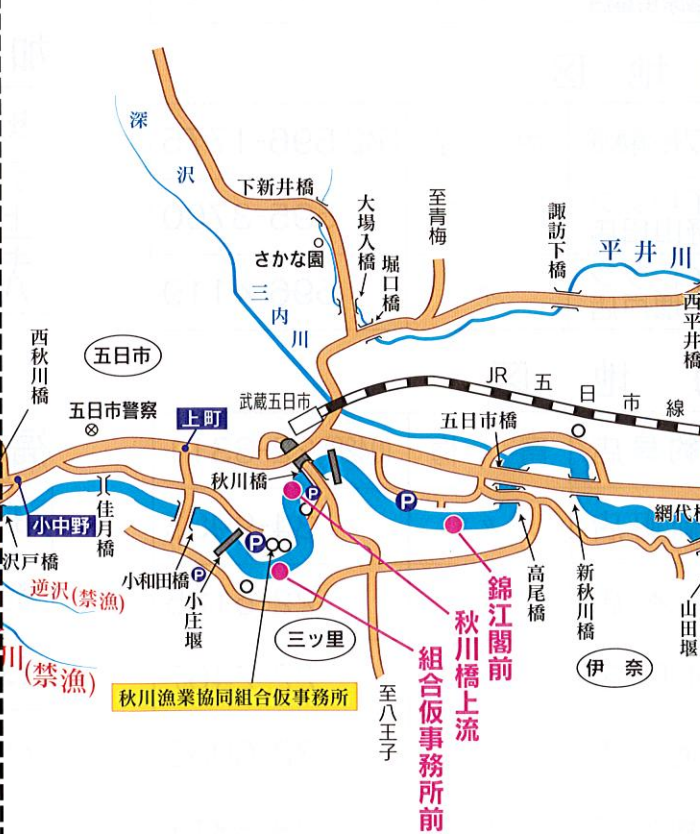 深沢
下新井橋
さかな園
大場入橋
堀口橋
至青梅
諏訪下橋
平井川
西平井橋
三内川
西秋川橋
五日市
五日市警察
上町
武蔵五日市
JR五日市線
五日市橋
秋川橋
P
P
小中野
佳月橋
網代橋
沢戸橋
P
小和田橋
P
小庄堰
逆沢(禁漁)
川(禁漁)
三ッ里
高尾橋
新秋川橋
山田堰
伊奈
錦江閣前
秋川橋上流
組合仮事務所前
秋川漁業協同組合仮事務所
至八王子